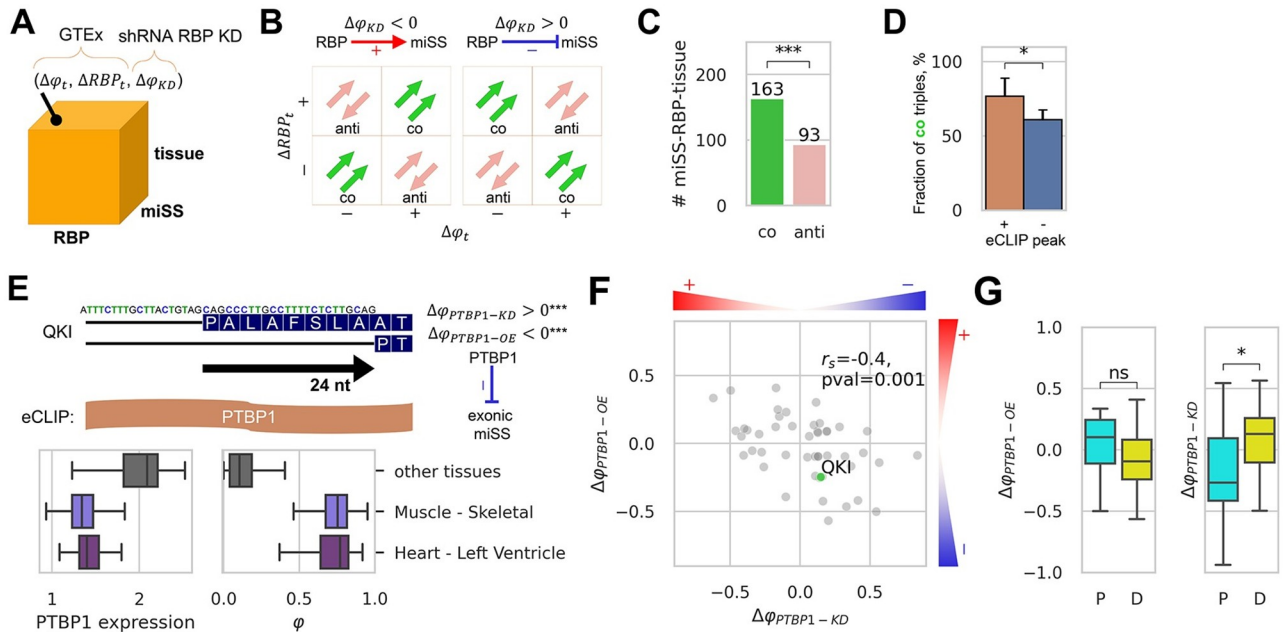 A
GTEx shRNA RBP KD
(Δφt, ΔRBPt, ΔφKD)
tissue
miSS
RBP
B
ΔφKD < 0
RBP + miSS
ΔφKD > 0
RBP − miSS
ΔRBPt
+
anti co co anti
−
co anti anti co
− + − +
Δφt
C
# miSS-RBP-tissue
200
100
0
***
163
93
co anti
D
Fraction of co triples, %
100
50
0
*
+ -
eCLIP peak
E
ATTTCTTTGCTTACTGTAGCAGCCCTTGCCTTTTCTCTTGCAG
QKI
PALAFSLAAT
PT
24 nt
ΔφPTBP1−KD > 0***
ΔφPTBP1−OE < 0***
PTBP1
−
exonic
miSS
eCLIP:
PTBP1
other tissues
Muscle - Skeletal
Heart - Left Ventricle
1 2
PTBP1 expression
0.0 0.5 1.0
φ
F
+ −
rs=-0.4,
pval=0.001
QKI
ΔφPTBP1−OE
0.5
0.0
−0.5
−0.5 0.0 0.5
ΔφPTBP1−KD
+
−
G
ΔφPTBP1−OE
1.0
0.5
0.0
−0.5
−1.0
ns
P D
ΔφPTBP1−KD
*
P D